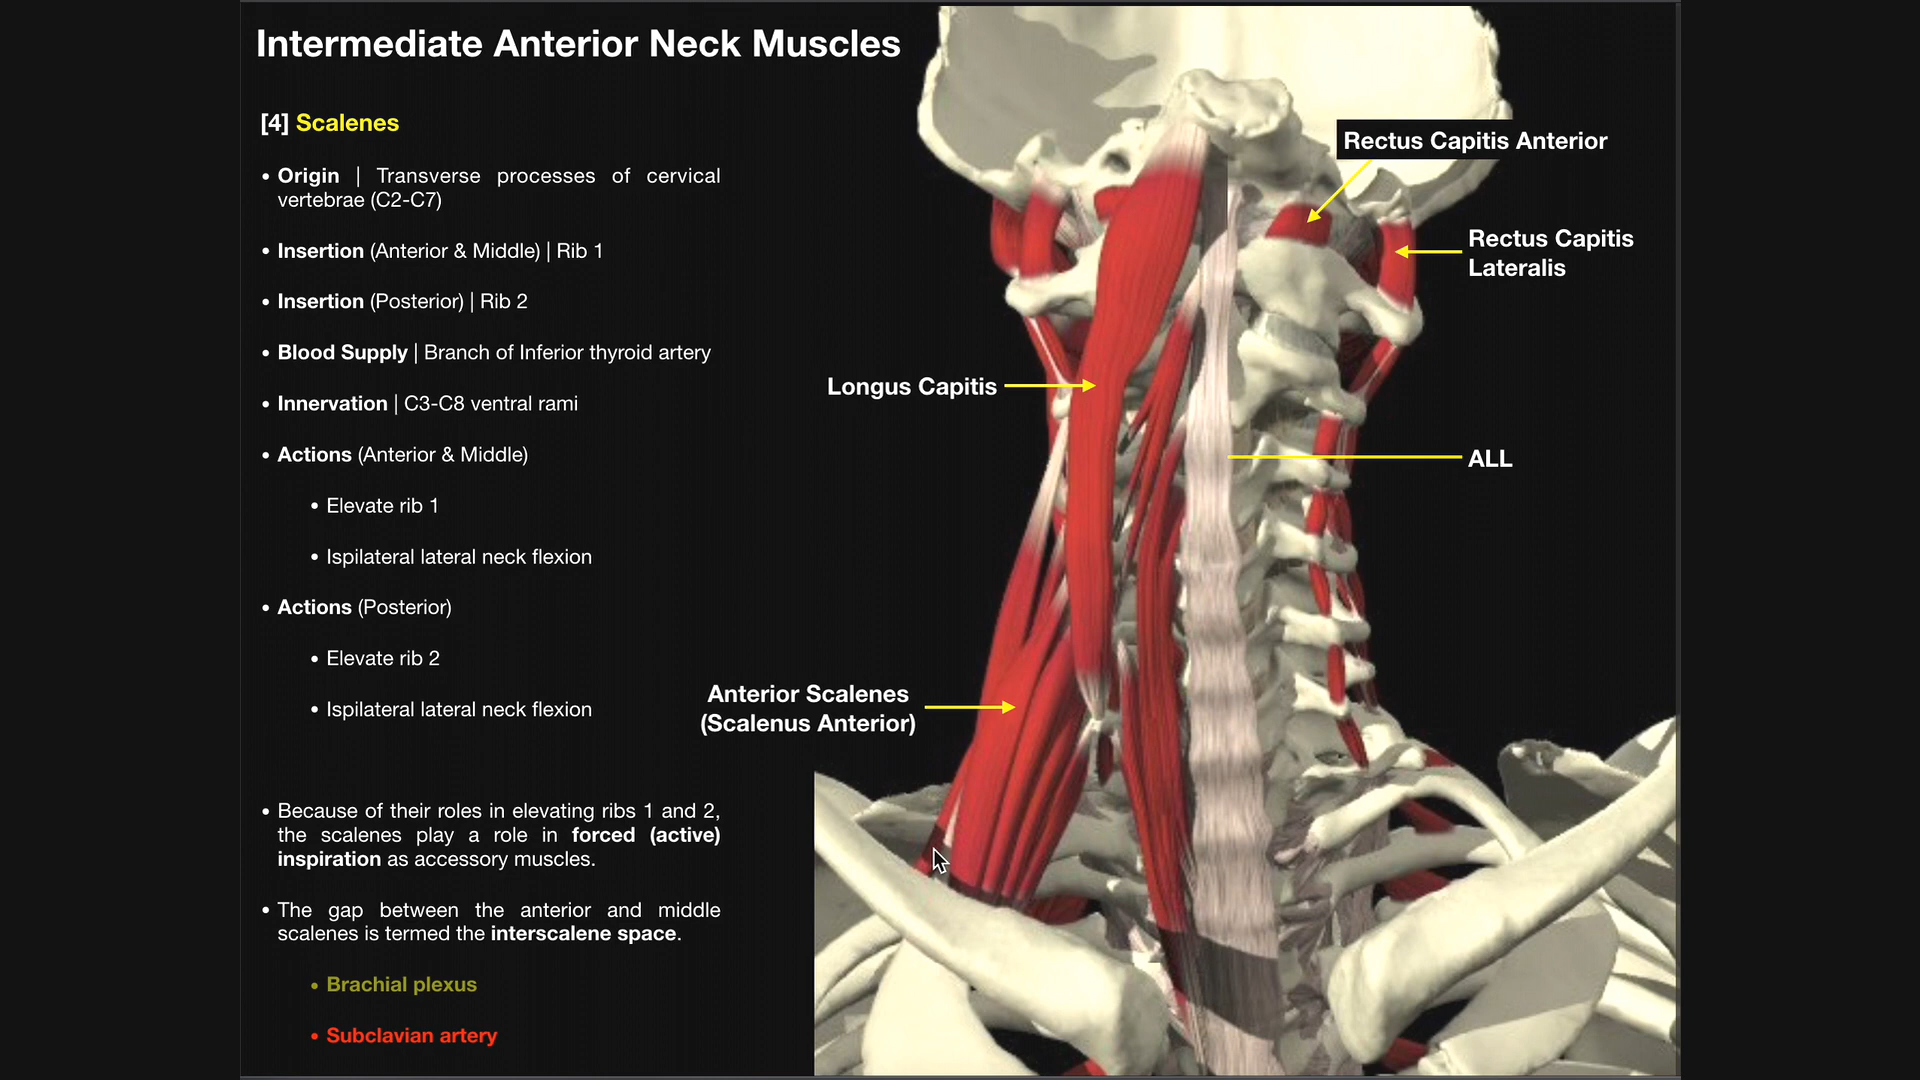 Intermediate Anterior Neck Muscles
[4] Scalenes
• Origin | Transverse processes of cervical
vertebrae (C2-C7)
• Insertion (Anterior & Middle) | Rib 1
• Insertion (Posterior) | Rib 2
• Blood Supply | Branch of Inferior thyroid artery
• Innervation | C3-C8 ventral rami
• Actions (Anterior & Middle)
• Elevate rib 1
• Ispilateral lateral neck flexion
• Actions (Posterior)
• Elevate rib 2
• Ispilateral lateral neck flexion
• Because of their roles in elevating ribs 1 and 2,
the scalenes play a role in forced (active)
inspiration as accessory muscles.
• The gap between the anterior and middle
scalenes is termed the interscalene space.
• Brachial plexus
• Subclavian artery
Rectus Capitis Anterior
Rectus Capitis
Lateralis
Longus Capitis
ALL
Anterior Scalenes
(Scalenus Anterior)